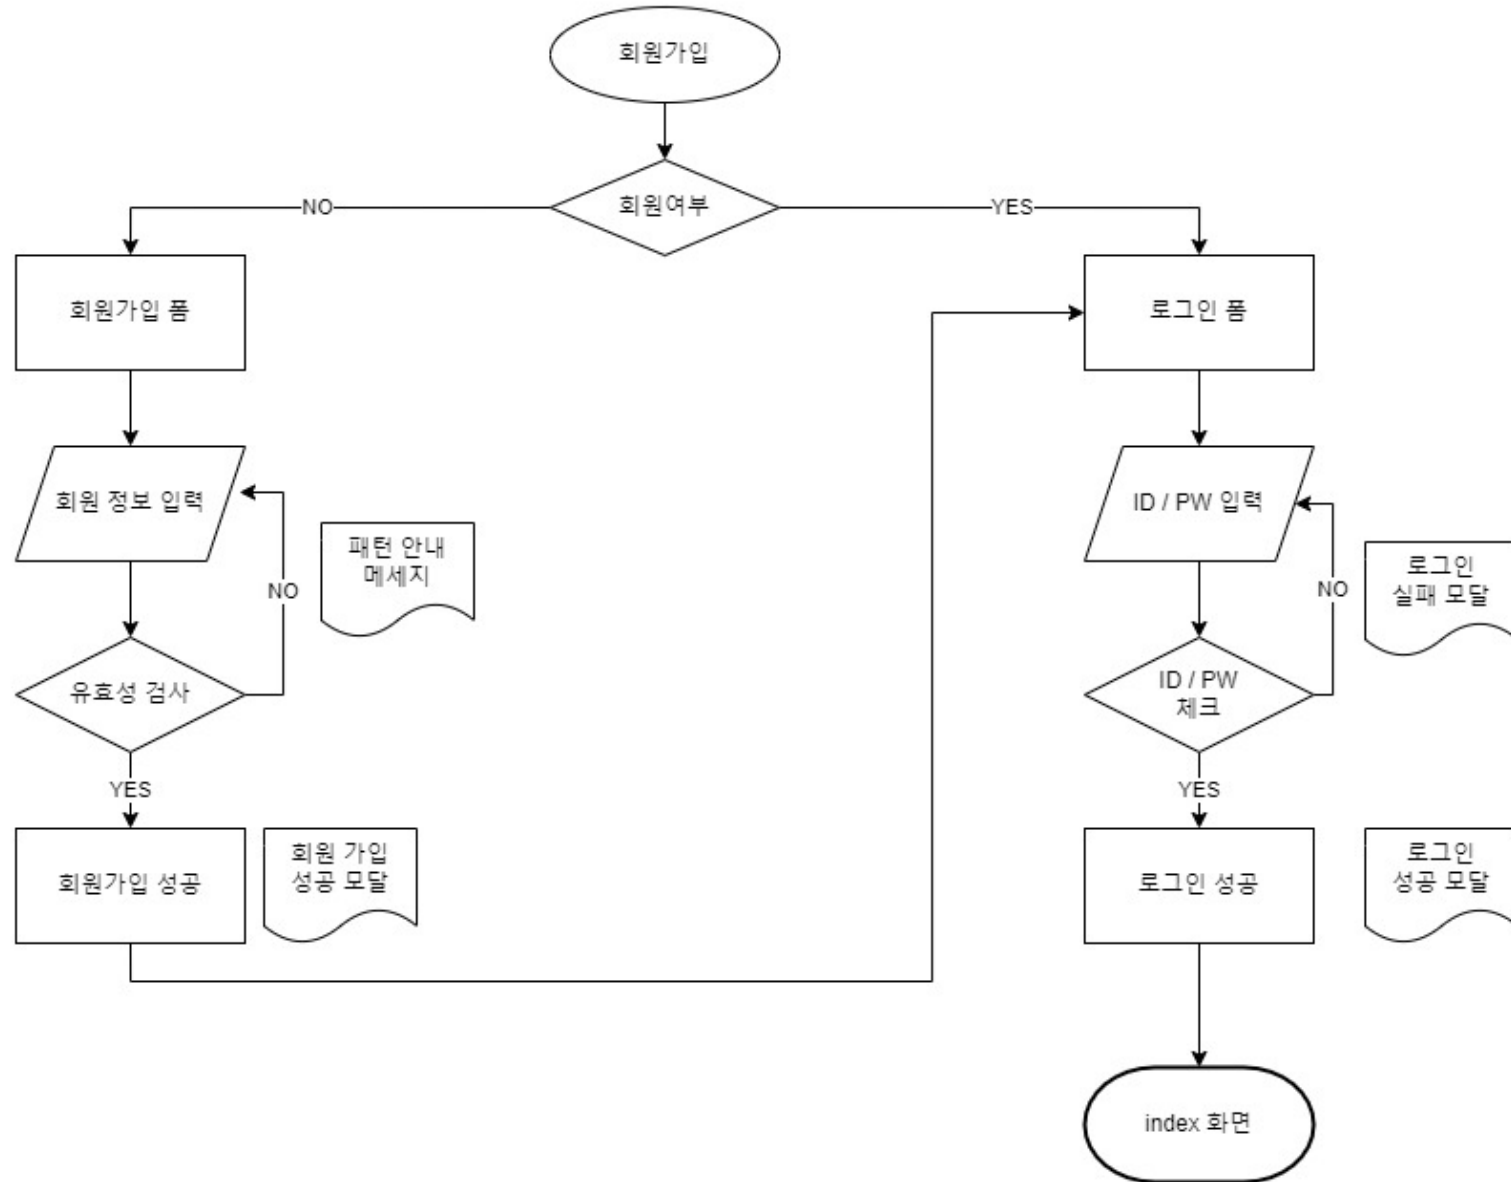 회원가입
회원여부
NO
YES
회원가입 폼
로그인 폼
회원 정보 입력
ID / PW 입력
패턴 안내
메세지
로그인
실패 모달
NO
NO
유효성 검사
ID / PW
체크
YES
YES
회원가입 성공
회원 가입
성공 모달
로그인 성공
로그인
성공 모달
index 화면